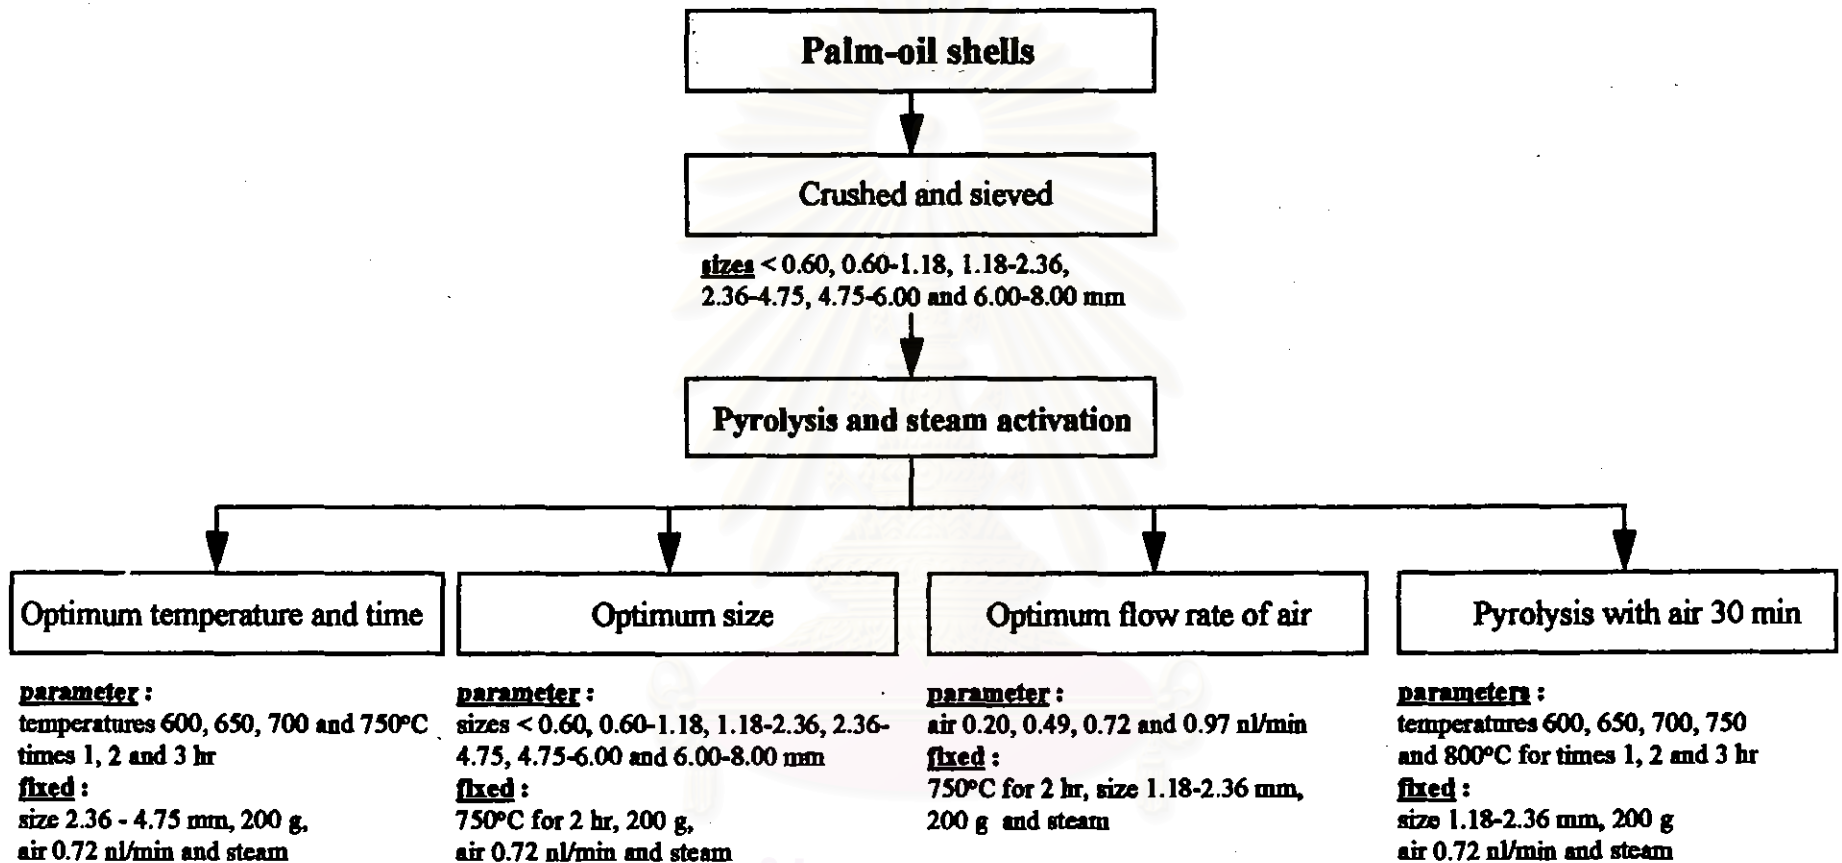 Palm-oil shells
Crushed and sieved
sizes < 0.60, 0.60-1.18, 1.18-2.36,
2.36-4.75, 4.75-6.00 and 6.00-8.00 mm
Pyrolysis and steam activation
Optimum temperature and time
parameter :
temperatures 600, 650, 700 and 750°C
times 1, 2 and 3 hr
fixed :
size 2.36 - 4.75 mm, 200 g,
air 0.72 nl/min and steam
Optimum size
parameter :
sizes < 0.60, 0.60-1.18, 1.18-2.36, 2.36-
4.75, 4.75-6.00 and 6.00-8.00 mm
fixed :
750°C for 2 hr, 200 g,
air 0.72 nl/min and steam
Optimum flow rate of air
parameter :
air 0.20, 0.49, 0.72 and 0.97 nl/min
fixed :
750°C for 2 hr, size 1.18-2.36 mm,
200 g and steam
Pyrolysis with air 30 min
parameters :
temperatures 600, 650, 700, 750
and 800°C for times 1, 2 and 3 hr
fixed :
size 1.18-2.36 mm, 200 g
air 0.72 nl/min and steam